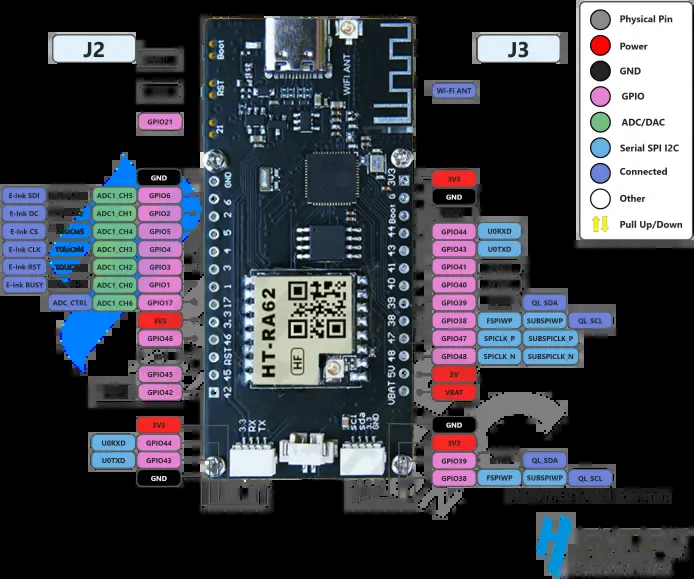 J2
J3
Physical Pin
Power
GND
GPIO
ADC/DAC
Serial SPI I2C
Connected
Other
Pull Up/Down
Boot
RST
21
WIFI ANT
Wi-Fi ANT
GPIO21
GND
E-Ink SDI ADC1_CH5 GPIO6
E-Ink DC ADC1_CH1 GPIO2
E-Ink CS ADC1_CH4 GPIO5
E-Ink CLK ADC1_CH3 GPIO4
E-Ink RST ADC1_CH2 GPIO3
E-Ink BUSY ADC1_CH0 GPIO1
ADC_CTRL ADC1_CH6 GPIO17
3V3
GPIO46
GPIO45
GPIO42
3V3
U0RXD GPIO44
U0TXD GPIO43
GND
GND
6
2
5
4
3
1
17
3.3
46
RST
45
42
HT-RA62
HF
3V3
G
Boot
44
43
41
40
39
38
47
48
5V
VBAT
3.3
RX
TX
scl
sda
3.3
GND
3V3
GND
GPIO44 U0RXD
GPIO43 U0TXD
GPIO41
GPIO40
GPIO39 QL_SDA
GPIO38 FSPIWP SUBSPIWP QL_SCL
GPIO47 SPICLK_P SUBSPICLK_P
GPIO48 SPICLK_N SUBSPICLK_N
5V
VBAT
GND
3V3
GPIO39 QL_SDA
GPIO38 FSPIWP SUBSPIWP QL_SCL